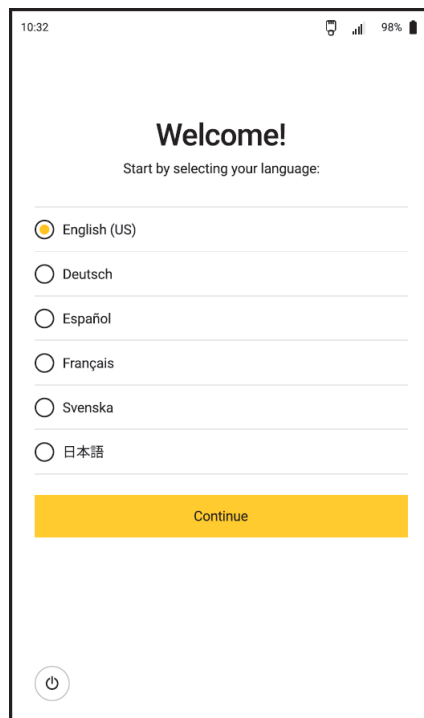 10:32 98%
Welcome!
Start by selecting your language:
English (US)
Deutsch
Español
Français
Svenska
日本語
Continue